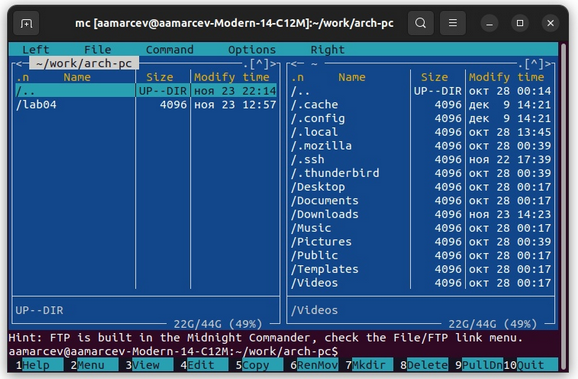 mc [aamarcev@aamarcev-Modern-14-C12M]:~/work/arch-pc
Left File Command Options Right
<─ ~/work/arch-pc ─.[^]>
.n Name Size Modify time
/.. UP--DIR ноя 23 22:14
/lab04 4096 ноя 23 12:57
UP--DIR
22G/44G (49%)
<─ ~ ─.[^]>
.n Name Size Modify time
/.. UP--DIR окт 28 00:14
/.cache 4096 дек 9 14:21
/.config 4096 дек 9 14:21
/.local 4096 окт 28 13:45
/.mozilla 4096 окт 28 00:39
/.ssh 4096 ноя 22 17:39
/.thunderbird 4096 окт 28 00:39
/Desktop 4096 окт 28 00:17
/Documents 4096 окт 28 00:17
/Downloads 4096 ноя 23 14:23
/Music 4096 окт 28 00:17
/Pictures 4096 окт 28 00:39
/Public 4096 окт 28 00:17
/Templates 4096 окт 28 00:17
/Videos 4096 окт 28 00:17
/Videos
22G/44G (49%)
Hint: FTP is built in the Midnight Commander, check the File/FTP link menu.
aamarcev@aamarcev-Modern-14-C12M:~/work/arch-pc$
1Help 2Menu 3View 4Edit 5Copy 6RenMov 7Mkdir 8Delete 9PullDn 10Quit